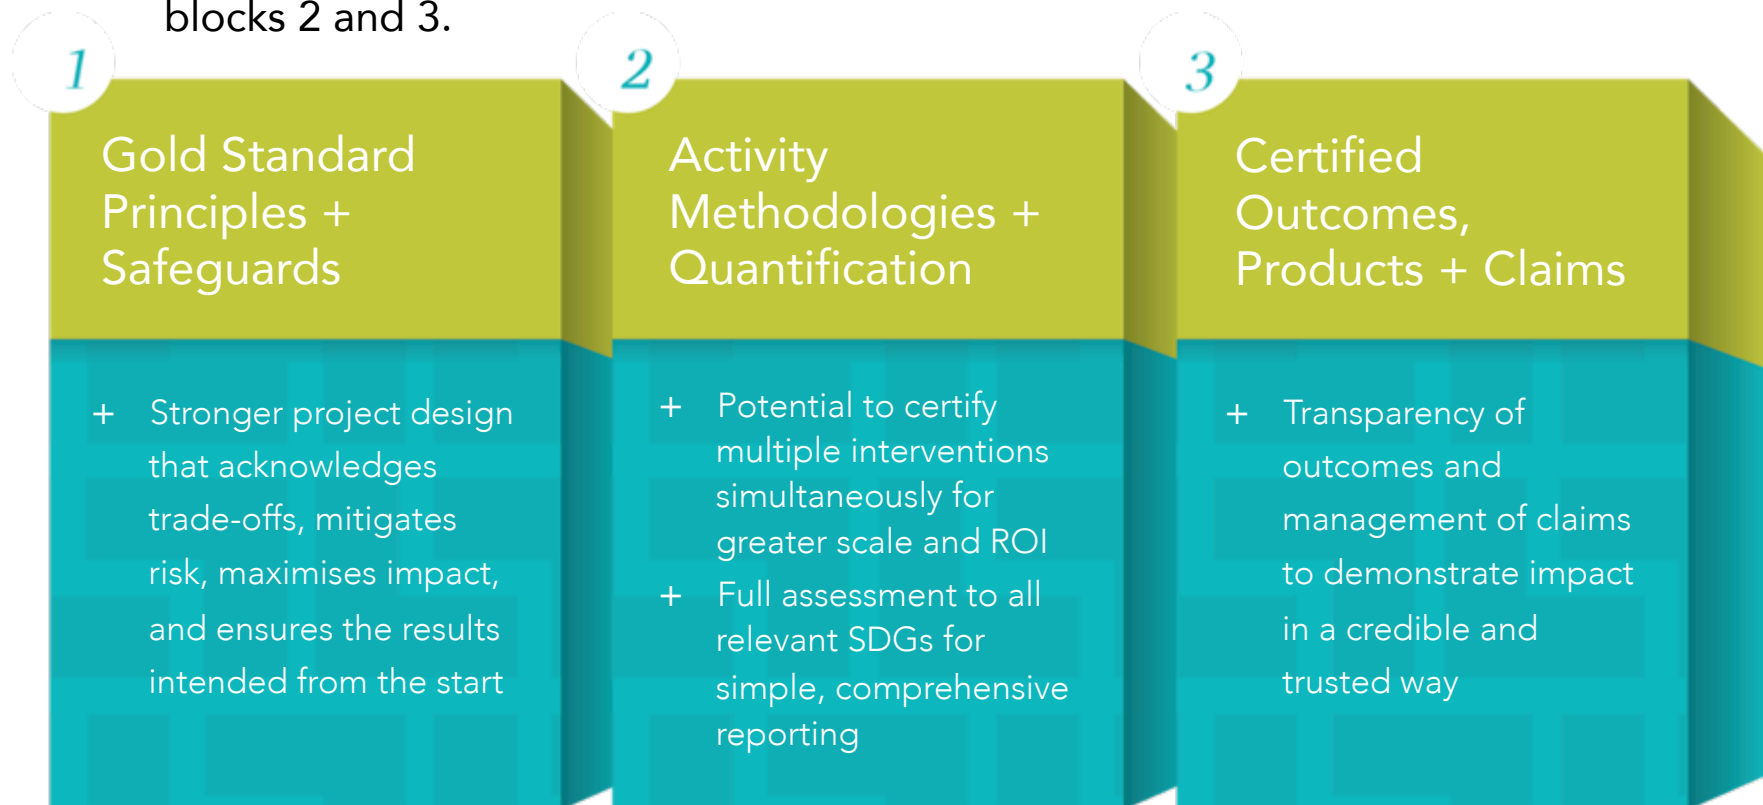 blocks 2 and 3.
1
Gold Standard
Principles +
Safeguards
+ Stronger project design
that acknowledges
trade-offs, mitigates
risk, maximises impact,
and ensures the results
intended from the start
2
Activity
Methodologies +
Quantification
+ Potential to certify
multiple interventions
simultaneously for
greater scale and ROI
+ Full assessment to all
relevant SDGs for
simple, comprehensive
reporting
3
Certified
Outcomes,
Products + Claims
+ Transparency of
outcomes and
management of claims
to demonstrate impact
in a credible and
trusted way